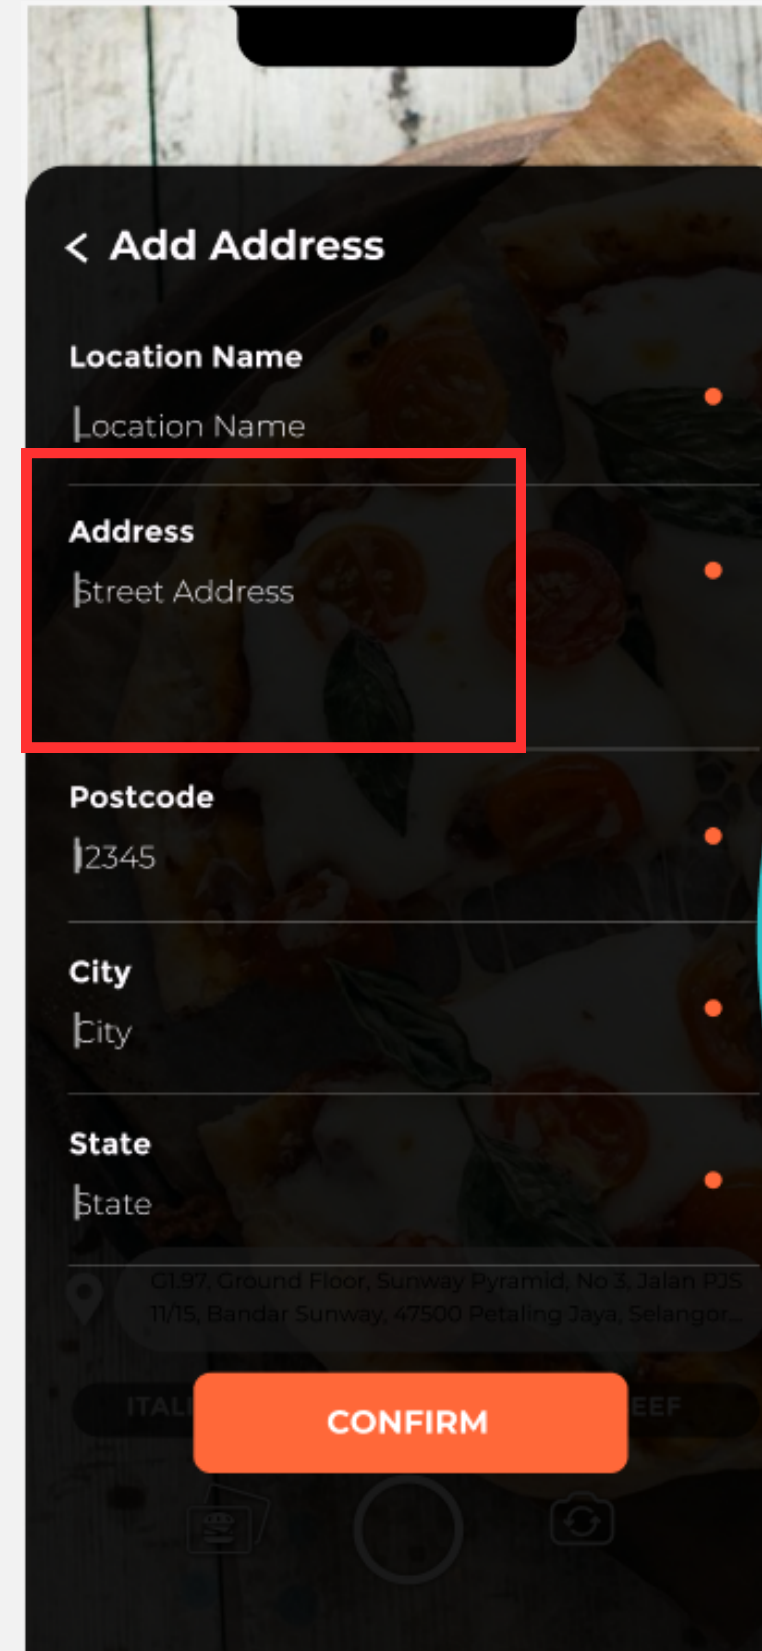 < Add Address
Location Name
Location Name
Address
Street Address
Postcode
12345
City
City
State
State
C1.97, Ground Floor, Sunway Pyramid, No 3, Jalan PJS
11/15, Bandar Sunway, 47500 Petaling Jaya, Selangor...
CONFIRM